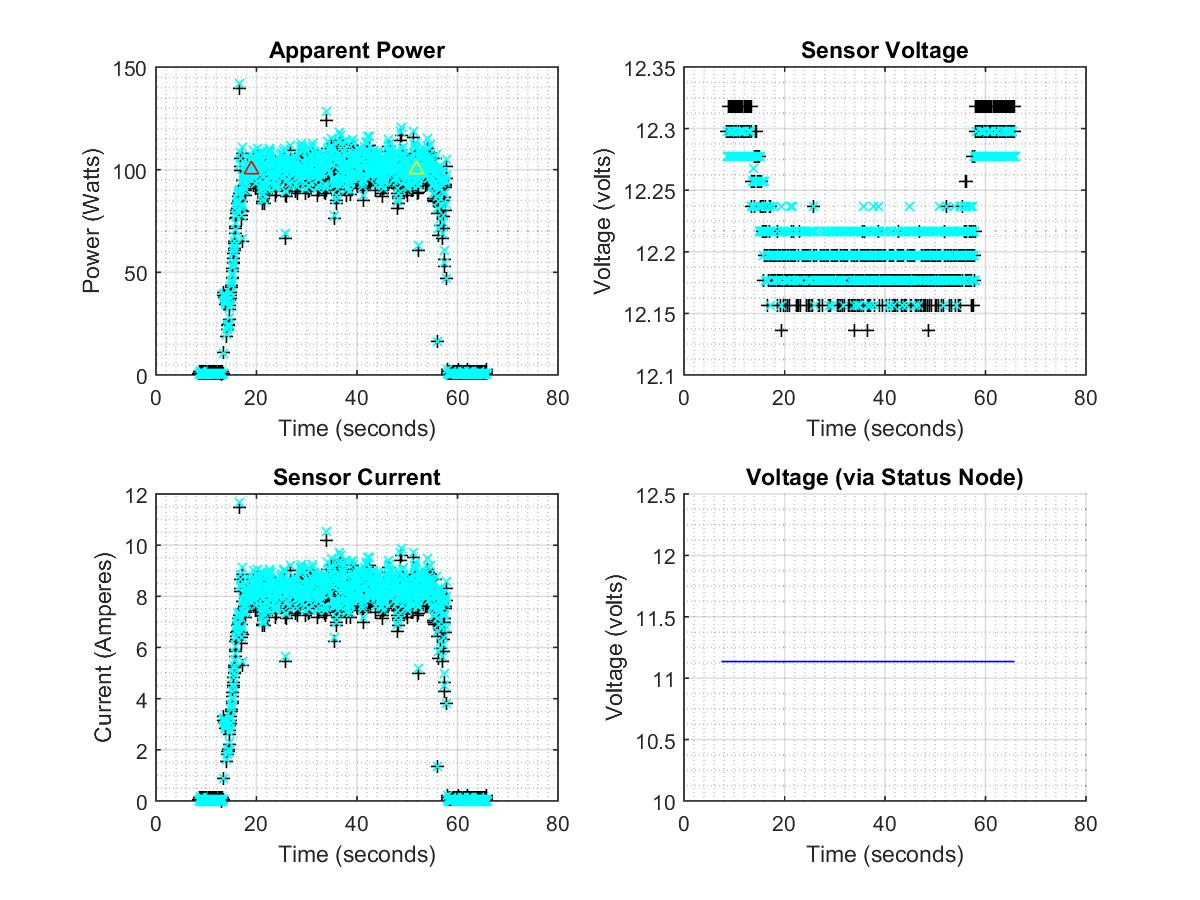 Apparent Power
150
100
50
0
0 20 40 60 80
Power (Watts)
Time (seconds)
Sensor Voltage
12.35
12.3
12.25
12.2
12.15
12.1
0 20 40 60 80
Voltage (volts)
Time (seconds)
Sensor Current
12
10
8
6
4
2
0
0 20 40 60 80
Current (Amperes)
Time (seconds)
Voltage (via Status Node)
12.5
12
11.5
11
10.5
10
0 20 40 60 80
Voltage (volts)
Time (seconds)